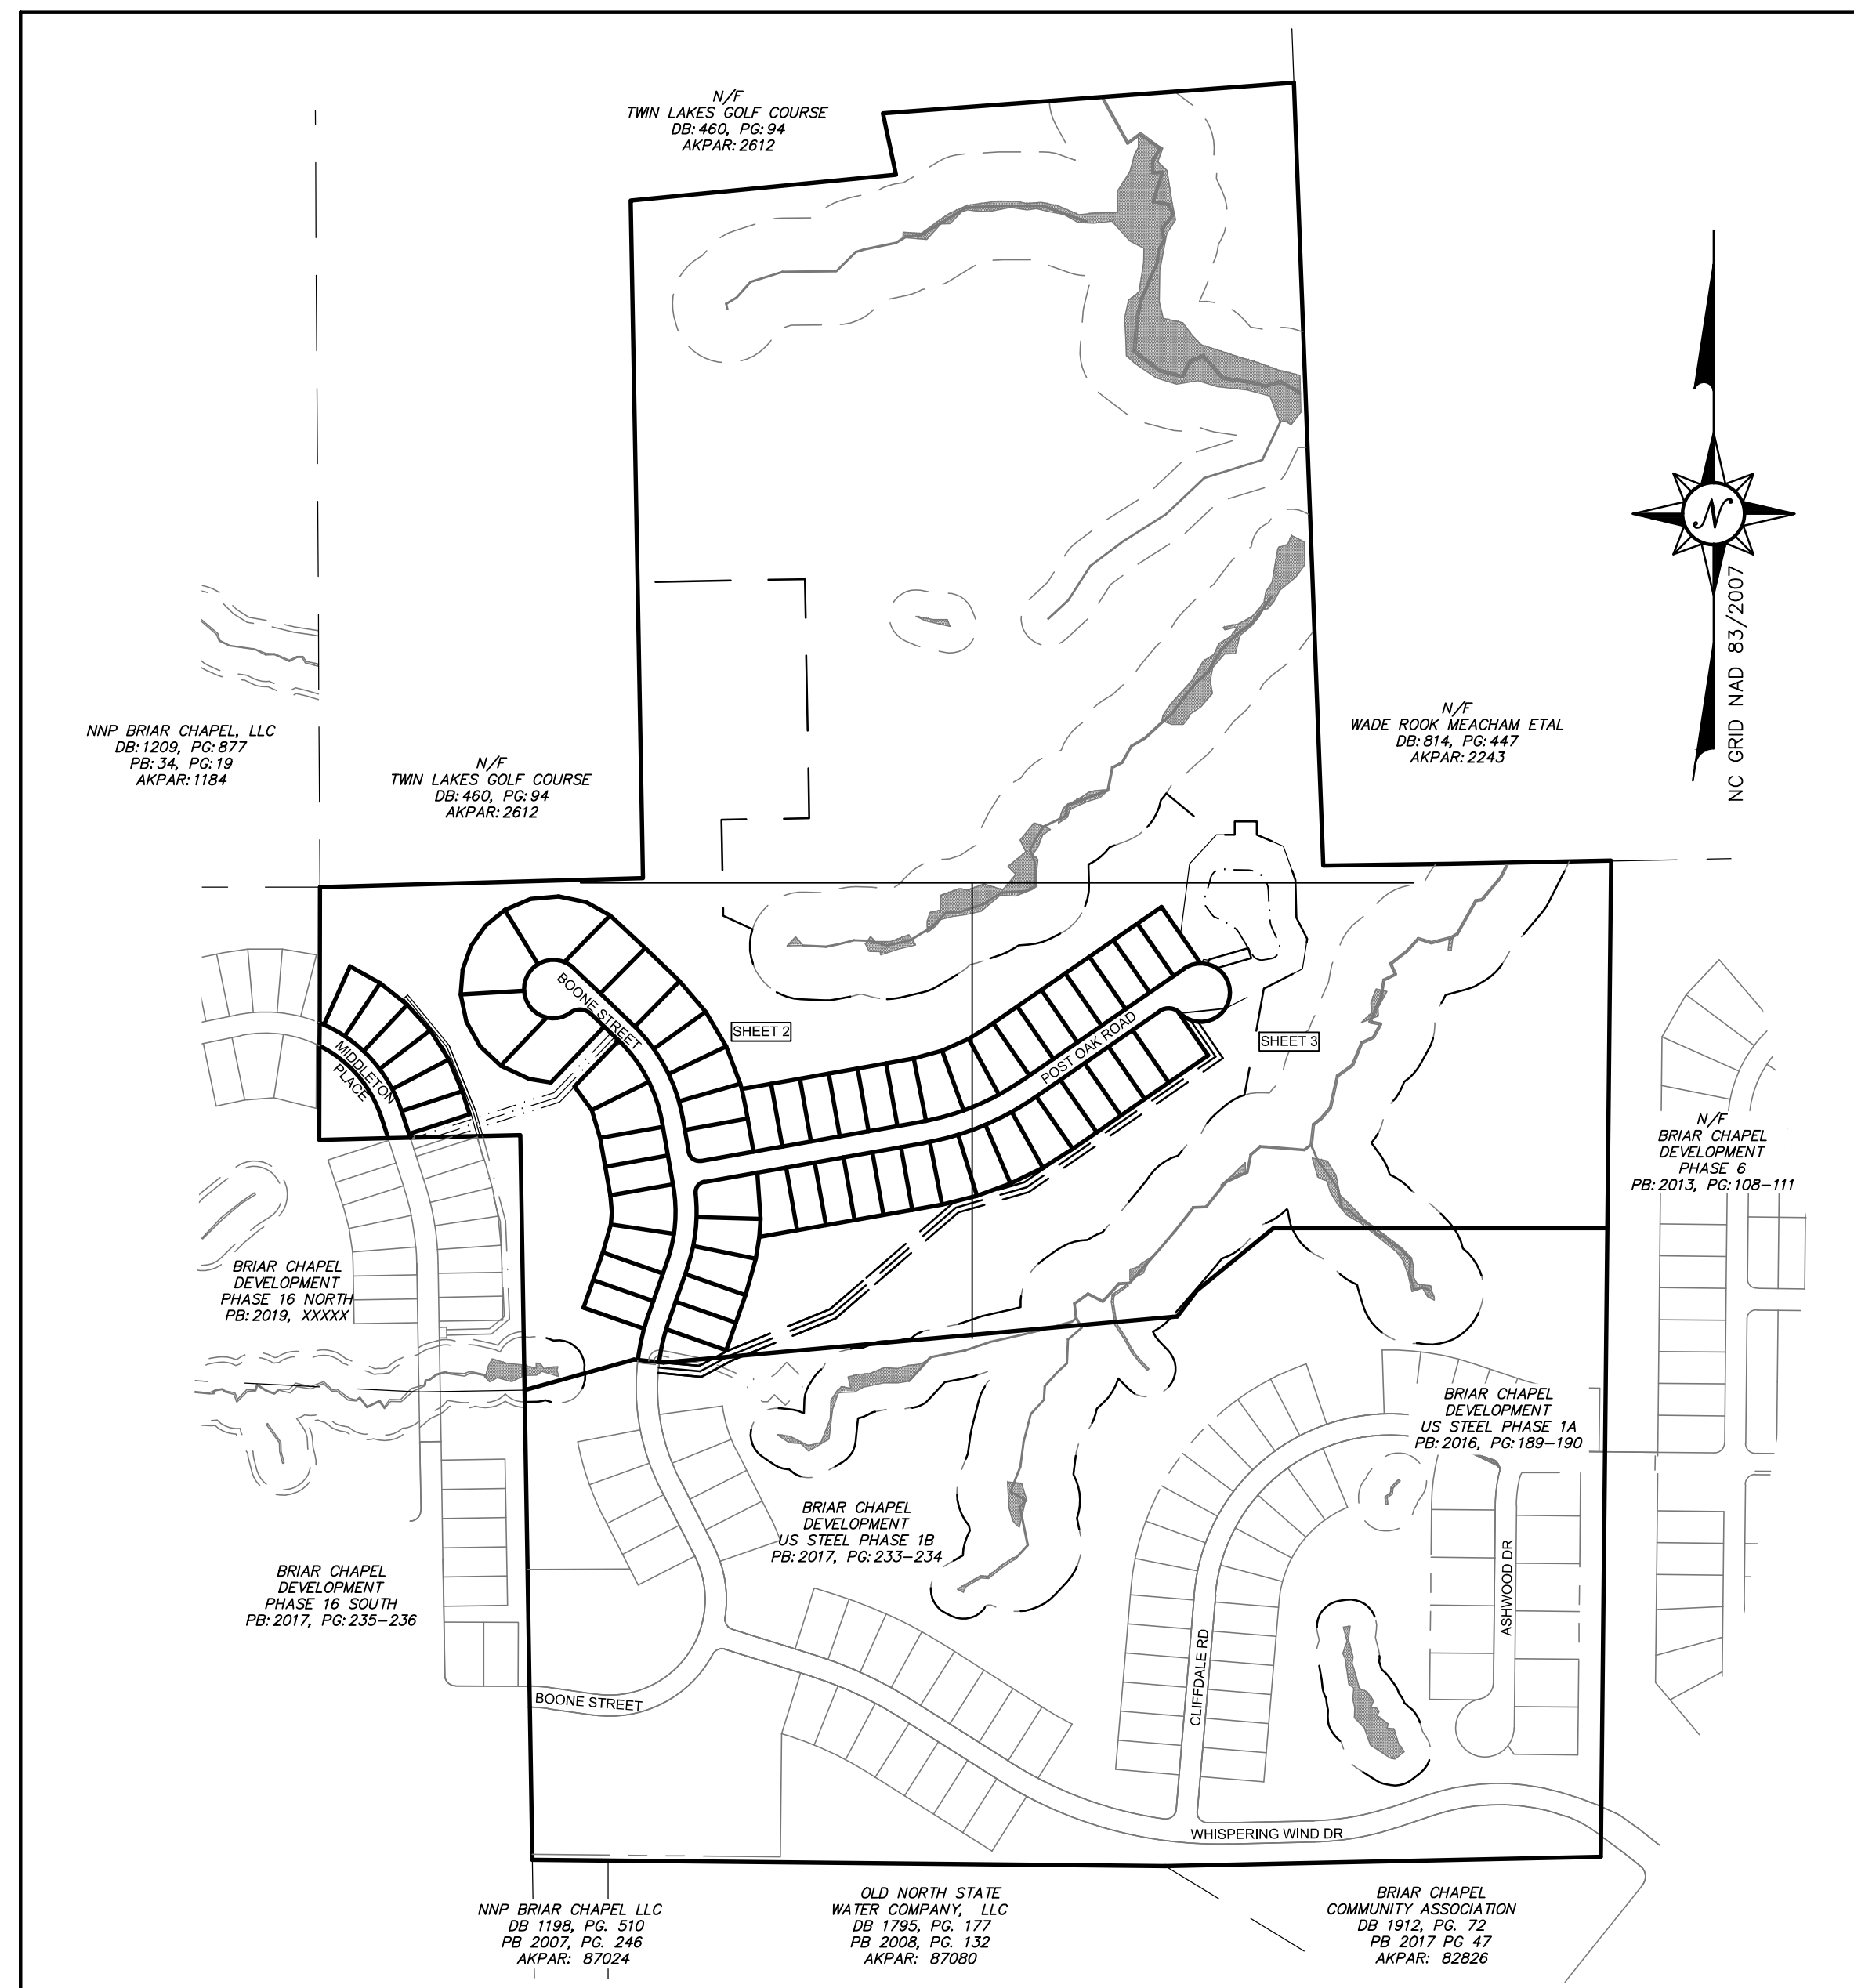 N/F
TWIN LAKES GOLF COURSE
DB: 460, PG: 94
AKPAR: 2612
N
NC GRID NAD 83/2007
NNP BRIAR CHAPEL, LLC
DB: 1209, PG: 877
PB: 34, PG: 19
AKPAR: 1184
N/F
TWIN LAKES GOLF COURSE
DB: 460, PG: 94
AKPAR: 2612
N/F
WADE ROOK MEACHAM ETAL
DB: 814, PG: 447
AKPAR: 2243
BOONE STREET
SHEET 2
POST OAK ROAD
SHEET 3
MIDDLETON
PLACE
N/F
BRIAR CHAPEL
DEVELOPMENT
PHASE 6
PB: 2013, PG: 108-111
BRIAR CHAPEL
DEVELOPMENT
PHASE 16 NORTH
PB: 2019, XXXXX
BRIAR CHAPEL
DEVELOPMENT
US STEEL PHASE 1A
PB: 2016, PG: 189-190
BRIAR CHAPEL
DEVELOPMENT
US STEEL PHASE 1B
PB: 2017, PG: 233-234
BRIAR CHAPEL
DEVELOPMENT
PHASE 16 SOUTH
PB: 2017, PG: 235-236
ASHWOOD DR
CLIFFDALE RD
BOONE STREET
WHISPERING WIND DR
NNP BRIAR CHAPEL LLC
DB 1198, PG. 510
PB 2007, PG. 246
AKPAR: 87024
OLD NORTH STATE
WATER COMPANY, LLC
DB 1795, PG. 177
PB 2008, PG. 132
AKPAR: 87080
BRIAR CHAPEL
COMMUNITY ASSOCIATION
DB 1912, PG. 72
PB 2017 PG 47
AKPAR: 82826